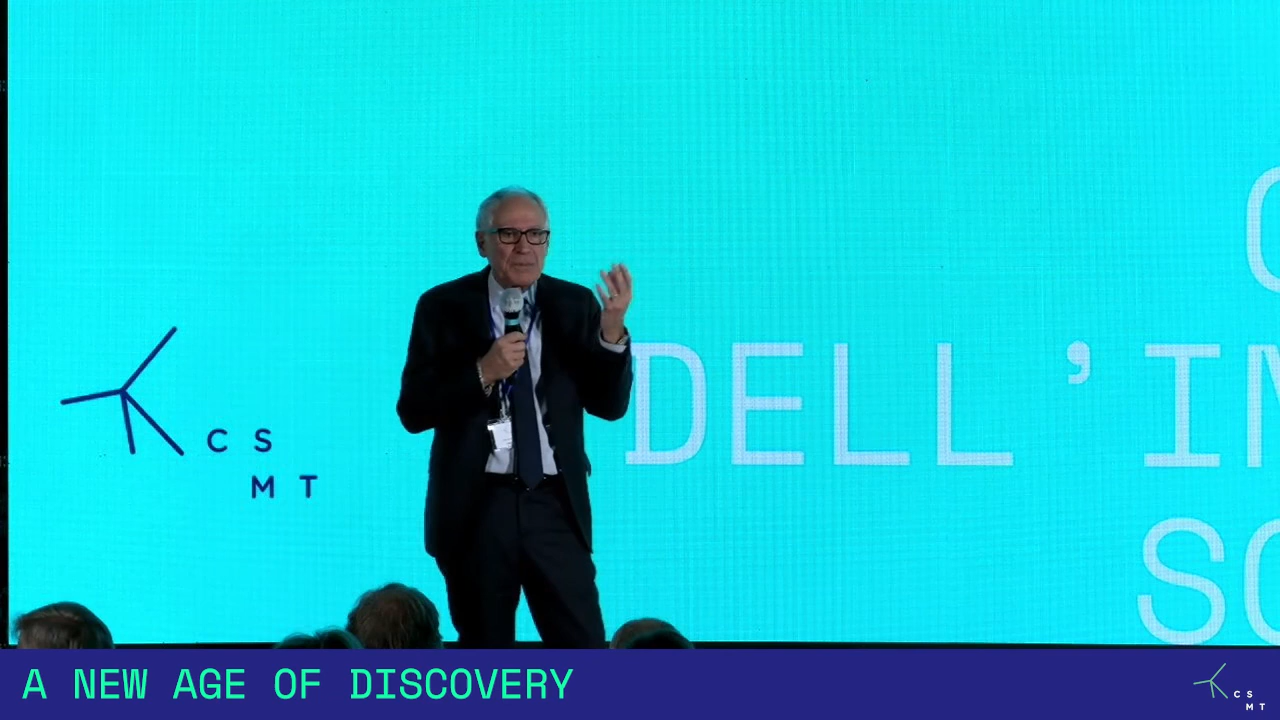 DELL'I
C S
M T
A NEW AGE OF DISCOVERY
C S
M T